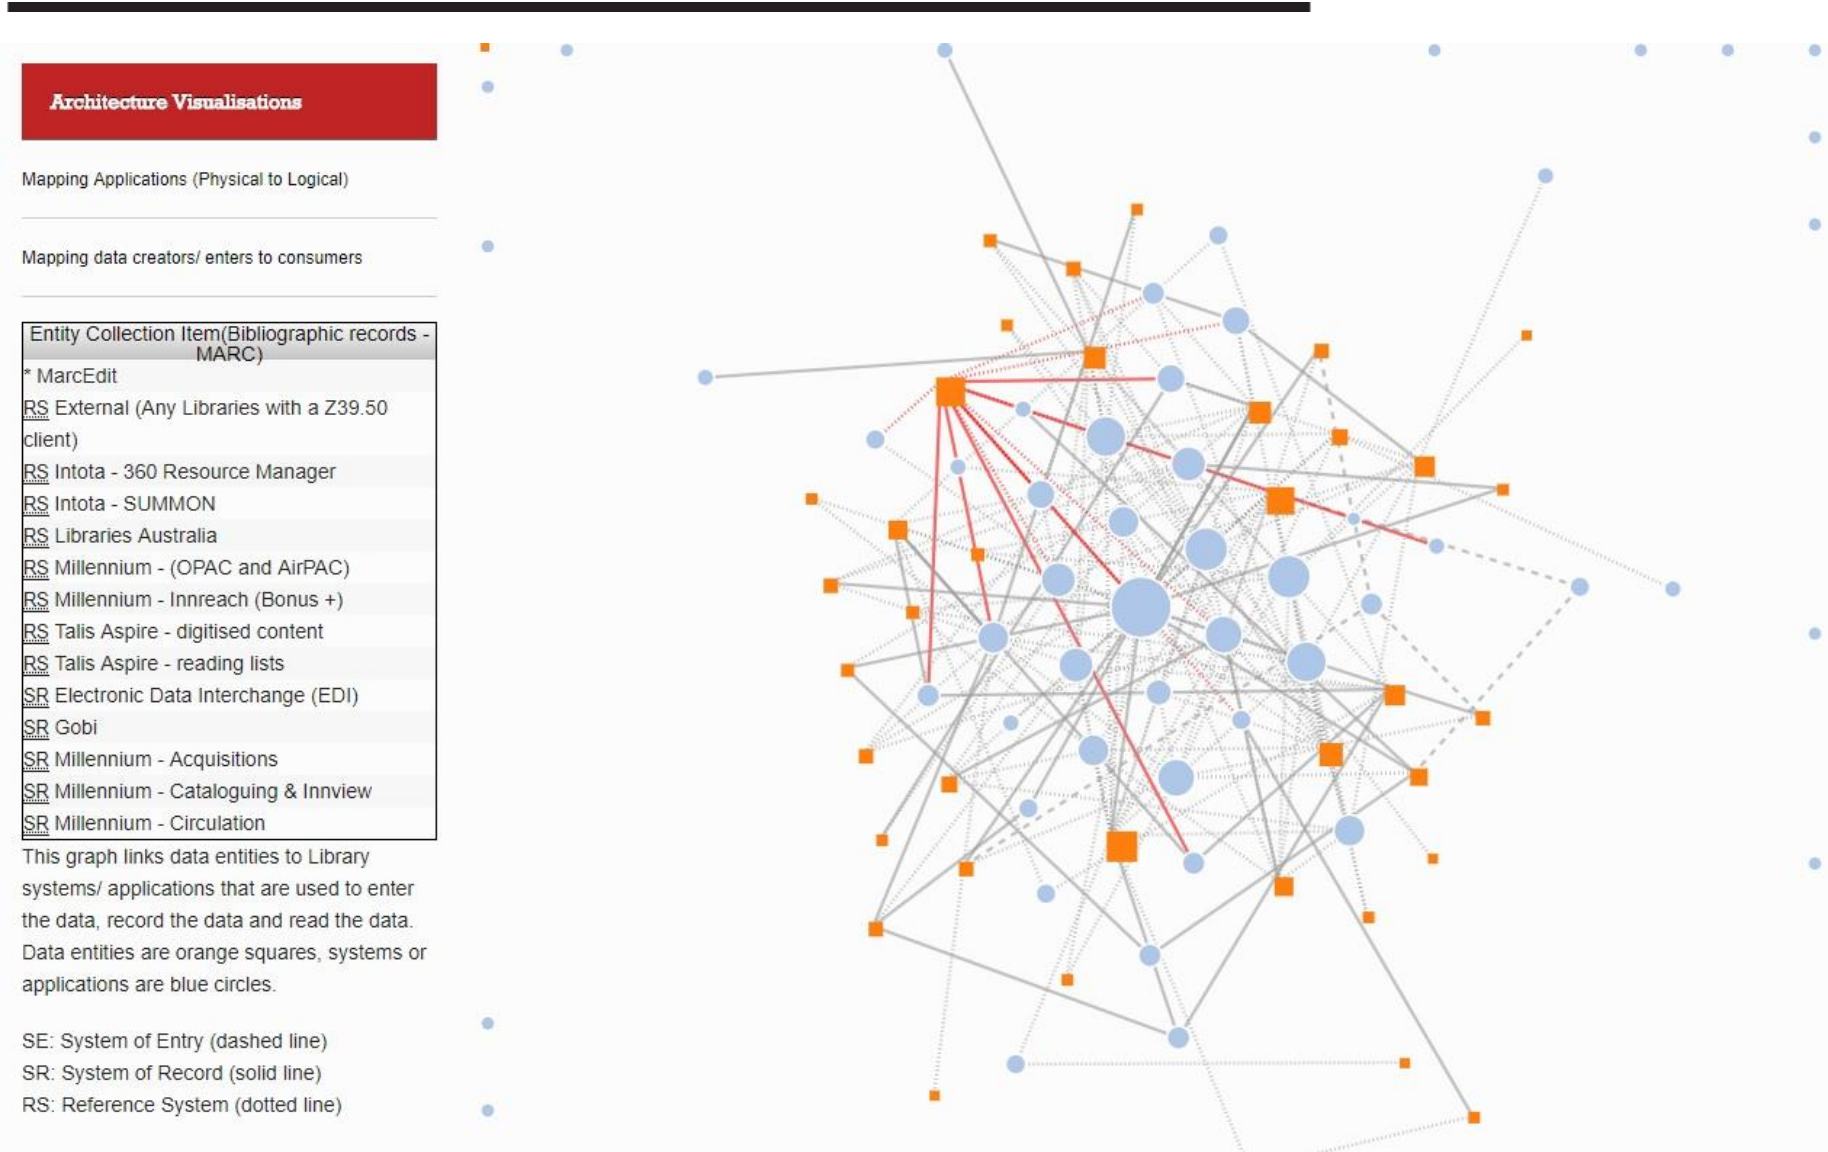 Architecture Visualisations
Mapping Applications (Physical to Logical)
Mapping data creators/ enters to consumers
Entity Collection Item(Bibliographic records -
MARC)
* MarcEdit
RS External (Any Libraries with a Z39.50
client)
RS Intota - 360 Resource Manager
RS Intota - SUMMON
RS Libraries Australia
RS Millennium - (OPAC and AirPAC)
RS Millennium - Innreach (Bonus +)
RS Talis Aspire - digitised content
RS Talis Aspire - reading lists
SR Electronic Data Interchange (EDI)
SR Gobi
SR Millennium - Acquisitions
SR Millennium - Cataloguing & Innview
SR Millennium - Circulation
This graph links data entities to Library
systems/ applications that are used to enter
the data, record the data and read the data.
Data entities are orange squares, systems or
applications are blue circles.
SE: System of Entry (dashed line)
SR: System of Record (solid line)
RS: Reference System (dotted line)